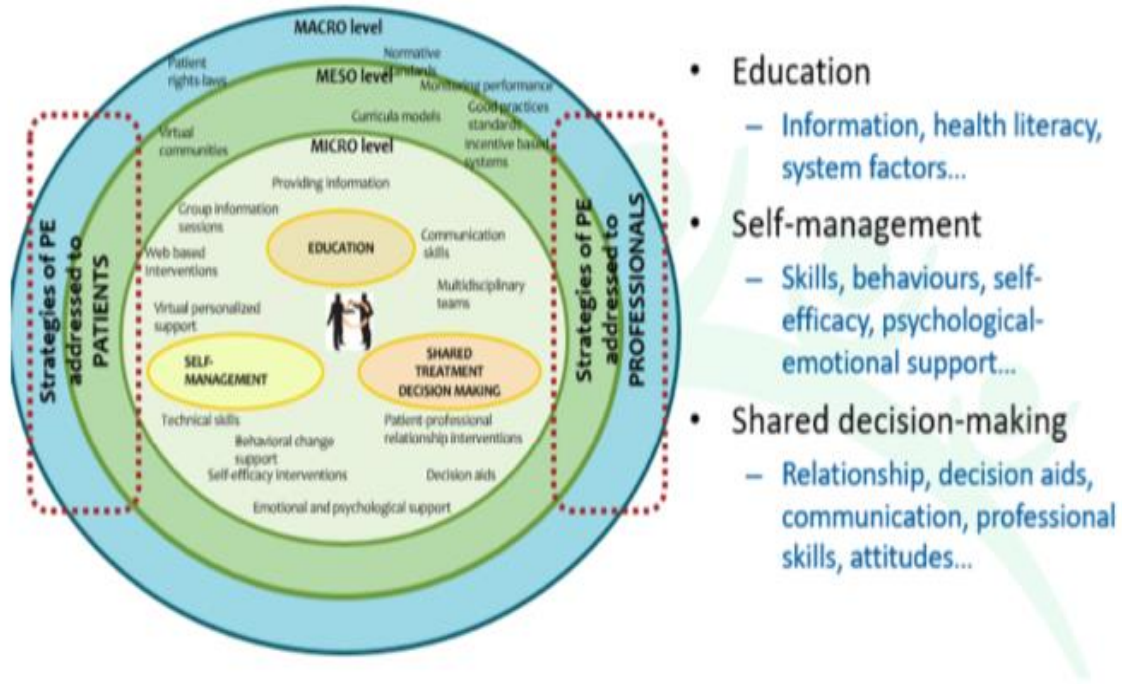 MACRO level
Patient
rights laws
Normative
standards
MESO level
Monitoring performance
Curricula models
Good practices
standards
Virtual
communities
incentive based
systems
MICRO level
Providing information
Group information
sessions
EDUCATION
Communication
skills
Web based
Interventions
Multidisciplinary
teams
Virtual personalized
support
SELF-
MANAGEMENT
SHARED
TREATMENT
DECISION MAKING
Technical skills
Patient professional
relationship interventions
Behavioral change
support
Self-efficacy interventions
Decision aids
Emotional and psychological support
Strategies of PE
addressed to
PATIENTS
Strategies of PE
addressed to
PROFESSIONALS
• Education
– Information, health literacy,
system factors...
• Self-management
– Skills, behaviours, self-
efficacy, psychological-
emotional support...
• Shared decision-making
– Relationship, decision aids,
communication, professional
skills, attitudes...